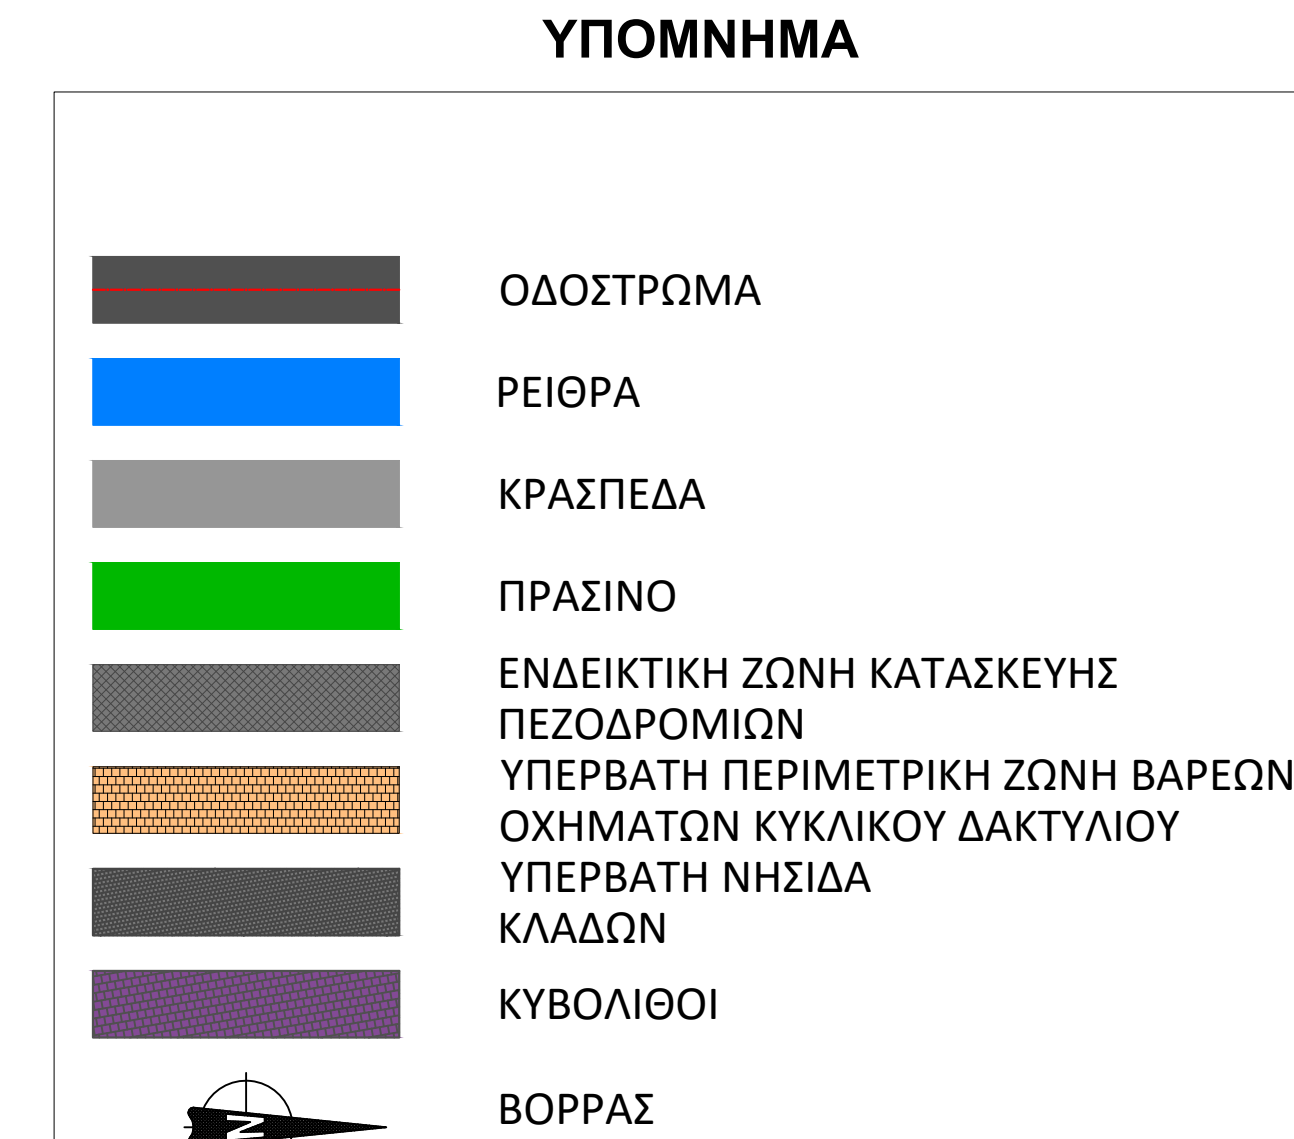 ΥΠΟΜΝΗΜΑ
ΟΔΟΣΤΡΩΜΑ
ΡΕΙΘΡΑ
ΚΡΑΣΠΕΔΑ
ΠΡΑΣΙΝΟ
ΕΝΔΕΙΚΤΙΚΗ ΖΩΝΗ ΚΑΤΑΣΚΕΥΗΣ
ΠΕΖΟΔΡΟΜΙΩΝ
ΥΠΕΡΒΑΤΗ ΠΕΡΙΜΕΤΡΙΚΗ ΖΩΝΗ ΒΑΡΕΩΝ
ΟΧΗΜΑΤΩΝ ΚΥΚΛΙΚΟΥ ΔΑΚΤΥΛΙΟΥ
ΥΠΕΡΒΑΤΗ ΝΗΣΙΔΑ
ΚΛΑΔΩΝ
ΚΥΒΟΛΙΘΟΙ
N
ΒΟΡΡΑΣ